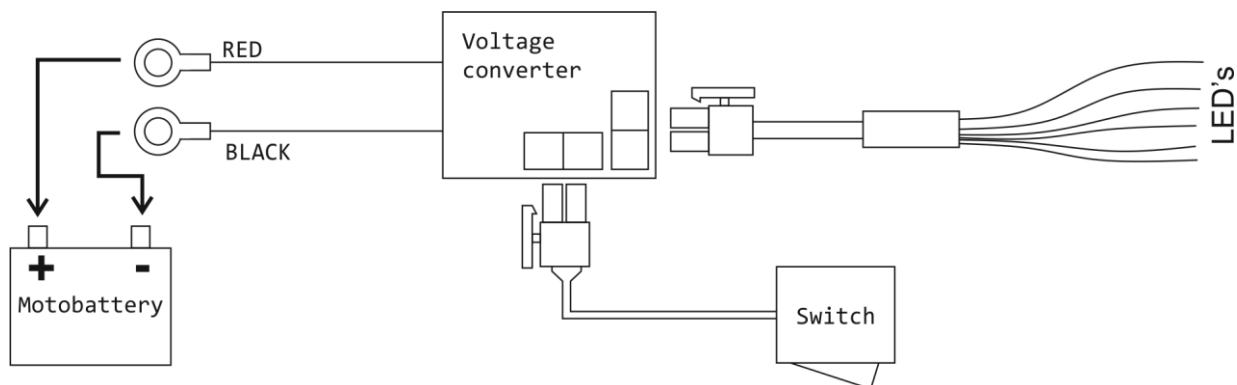 RED
BLACK
Voltage
converter
LED's
+
-
Motobattery
Switch